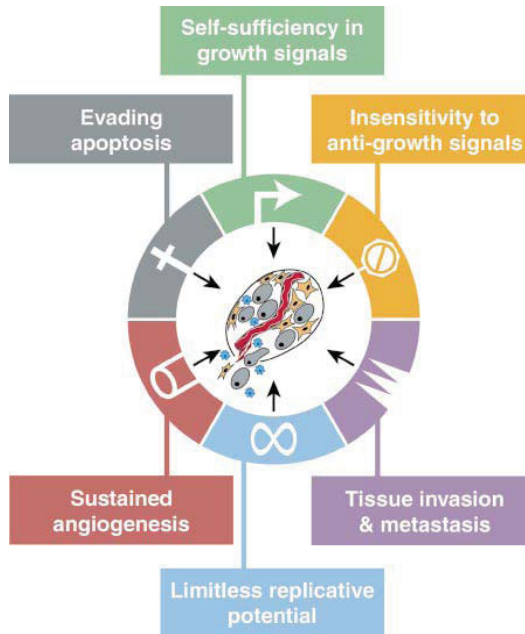 Self-sufficiency in
growth signals
Evading
apoptosis
Insensitivity to
anti-growth signals
Sustained
angiogenesis
Tissue invasion
& metastasis
Limitless replicative
potential